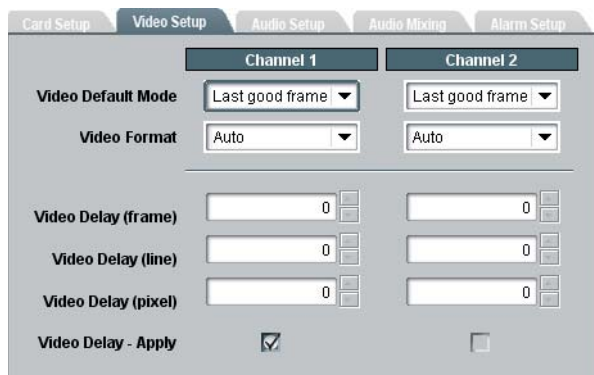 Card Setup Video Setup Audio Setup Audio Mixing Alarm Setup
Channel 1 Channel 2
Video Default Mode Last good frame Last good frame
Video Format Auto Auto
Video Delay (frame) 0 0
Video Delay (line) 0 0
Video Delay (pixel) 0 0
Video Delay - Apply